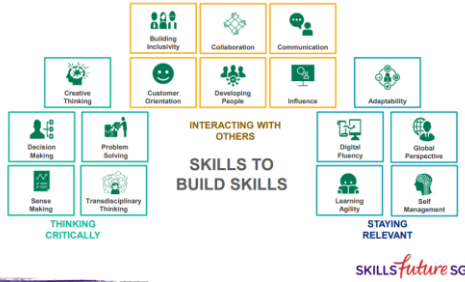 Building
Inclusivity
Collaboration
Communication
Creative
Thinking
Customer
Orientation
Developing
People
Influence
Adaptability
Decision
Making
Problem
Solving
INTERACTING WITH
OTHERS
Digital
Fluency
Global
Perspective
SKILLS TO
BUILD SKILLS
Sense
Making
Transdisciplinary
Thinking
Learning
Agility
Self
Management
THINKING
CRITICALLY
STAYING
RELEVANT
SKILLS future SG